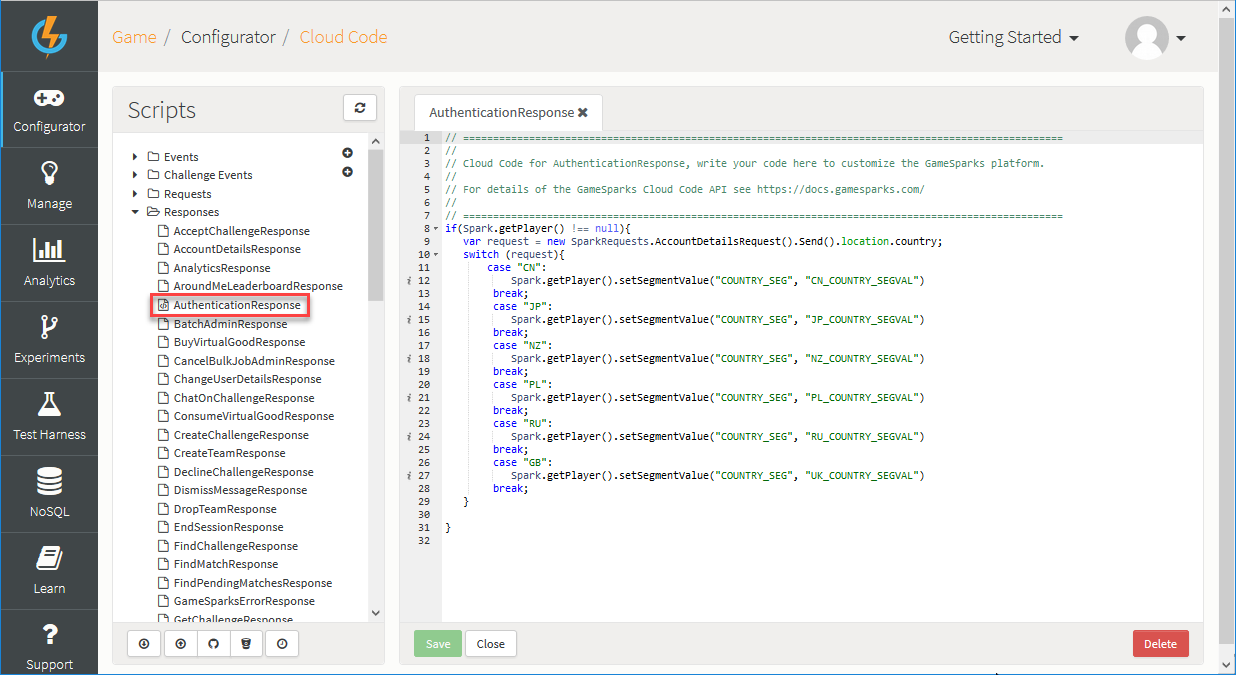 Game / Configurator / Cloud Code
Getting Started
Configurator
Manage
Analytics
Experiments
Test Harness
NoSQL
Learn
Support
Scripts
Events
Challenge Events
Requests
Responses
AcceptChallengeResponse
AccountDetailsResponse
AnalyticsResponse
AroundMeLeaderboardResponse
AuthenticationResponse
BatchAdminResponse
BuyVirtualGoodResponse
CancelBulkJobAdminResponse
ChangeUserDetailsResponse
ChatOnChallengeResponse
ConsumeVirtualGoodResponse
CreateChallengeResponse
CreateTeamResponse
DeclineChallengeResponse
DismissMessageResponse
DropTeamResponse
EndSessionResponse
FindChallengeResponse
FindMatchResponse
FindPendingMatchesResponse
GameSparksErrorResponse
GetChallengeResponse
AuthenticationResponse
1 // ====================================================================================================
2 //
3 // Cloud Code for AuthenticationResponse, write your code here to customize the GameSparks platform.
4 //
5 // For details of the GameSparks Cloud Code API see https://docs.gamesparks.com/
6 //
7 // ====================================================================================================
8 if(Spark.getPlayer() !== null){
9 var request = new SparkRequests.AccountDetailsRequest().Send().location.country;
10 switch (request){
11 case "CN":
i 12 Spark.getPlayer().setSegmentValue("COUNTRY_SEG", "CN_COUNTRY_SEGVAL")
13 break;
14 case "JP":
i 15 Spark.getPlayer().setSegmentValue("COUNTRY_SEG", "JP_COUNTRY_SEGVAL")
16 break;
17 case "NZ":
i 18 Spark.getPlayer().setSegmentValue("COUNTRY_SEG", "NZ_COUNTRY_SEGVAL")
19 break;
20 case "PL":
i 21 Spark.getPlayer().setSegmentValue("COUNTRY_SEG", "PL_COUNTRY_SEGVAL")
22 break;
23 case "RU":
i 24 Spark.getPlayer().setSegmentValue("COUNTRY_SEG", "RU_COUNTRY_SEGVAL")
25 break;
26 case "GB":
i 27 Spark.getPlayer().setSegmentValue("COUNTRY_SEG", "UK_COUNTRY_SEGVAL")
28 break;
29 }
30
31 }
32
Save Close Delete